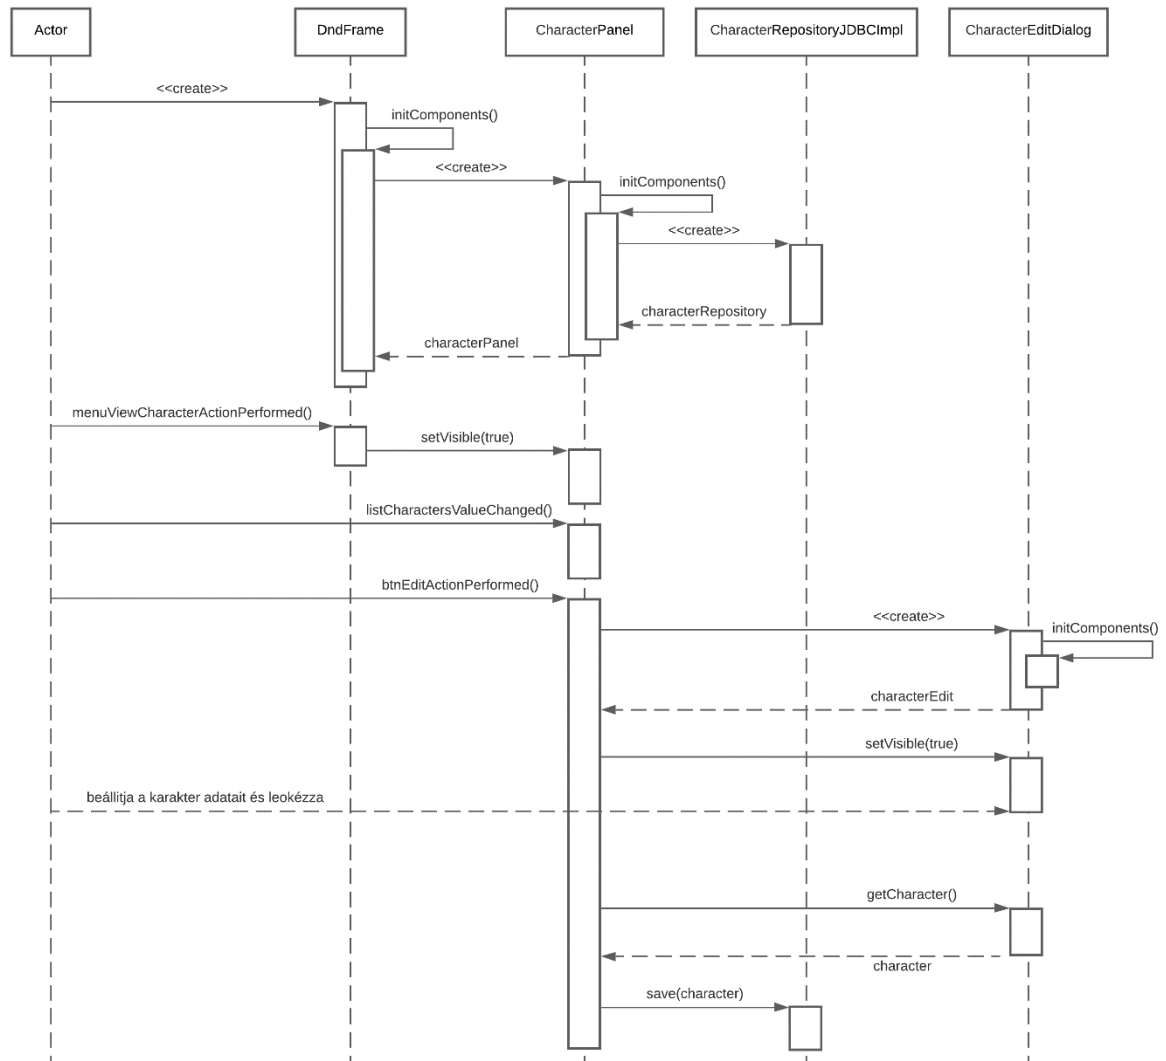 Actor
DndFrame
CharacterPanel
CharacterRepositoryJDBCImpl
CharacterEditDialog
<<create>>
initComponents()
<<create>>
initComponents()
<<create>>
characterRepository
characterPanel
menuViewCharacterActionPerformed()
setVisible(true)
listCharactersValueChanged()
btnEditActionPerformed()
<<create>>
initComponents()
characterEdit
setVisible(true)
beállitja a karakter adatait és leokézza
getCharacter()
character
save(character)